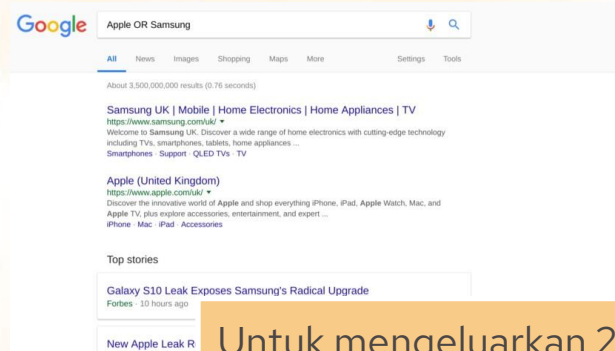 Google
Apple OR Samsung
All News Images Shopping Maps More Settings Tools
About 3,500,000,000 results (0.76 seconds)
Samsung UK | Mobile | Home Electronics | Home Appliances | TV
https://www.samsung.com/uk/
Welcome to Samsung UK. Discover a wide range of home electronics with cutting-edge technology
including TVs, smartphones, tablets, home appliances ...
Smartphones · Support · QLED TVs · TV
Apple (United Kingdom)
https://www.apple.com/uk/
Discover the innovative world of Apple and shop everything iPhone, iPad, Apple Watch, Mac, and
Apple TV, plus explore accessories, entertainment, and expert ...
iPhone · Mac · iPad · Accessories
Top stories
Galaxy S10 Leak Exposes Samsung's Radical Upgrade
Forbes · 10 hours ago
New Apple Leak R
Untuk mengeluarkan 2